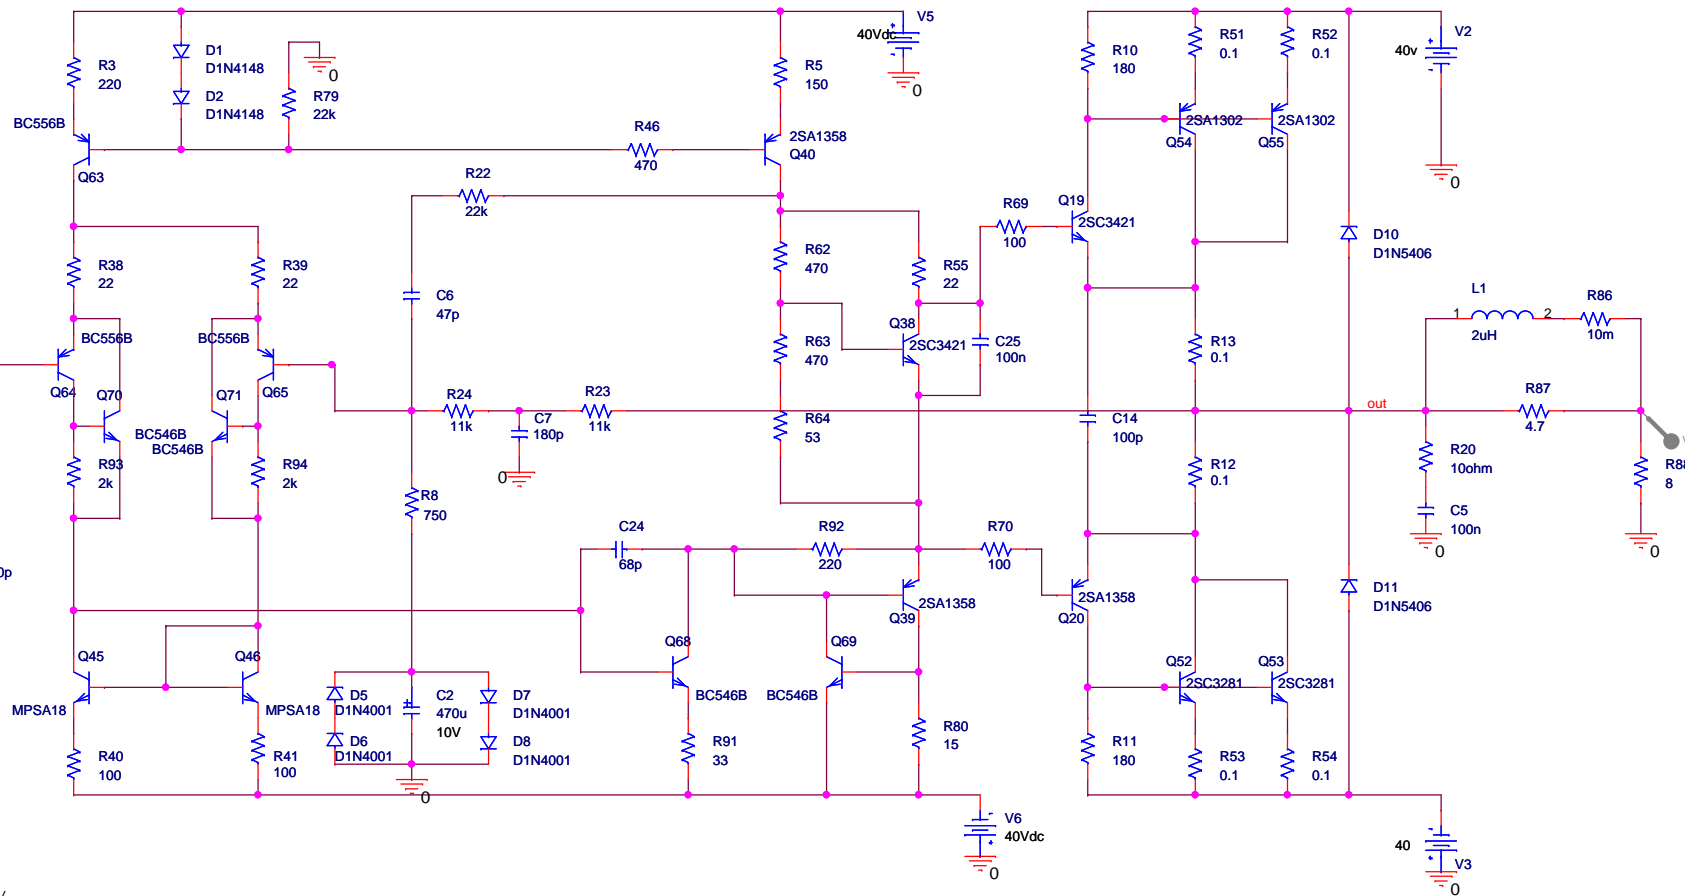 V5
40Vdc
0
D1
D1N4148
D2
D1N4148
R3
220
0
R79
22k
BC556B
Q63
R46
470
R5
150
2SA1358
Q40
R22
22k
R38
22
R39
22
C6
47p
R62
470
R55
22
BC556B
Q64
BC556B
Q65
Q70
BC546B
Q71
BC546B
R63
470
Q38
2SC3421
C25
100n
R69
100
Q19
2SC3421
R10
180
R51
0.1
R52
0.1
2SA1302
Q54
2SA1302
Q55
V2
40v
0
D10
D1N5406
R13
0.1
L1
1
2
2uH
R86
10m
R24
11k
C7
180p
0
R23
11k
R64
53
C14
100p
out
R87
4.7
R93
2k
R94
2k
R8
750
R12
0.1
R20
10ohm
C5
100n
0
R88
8
0
0p
C24
68p
R92
220
R70
100
2SA1358
Q39
2SA1358
Q20
D11
D1N5406
Q45
MPSA18
Q46
MPSA18
Q68
BC546B
Q69
BC546B
Q52
2SC3281
Q53
2SC3281
D5
D1N4001
D6
D1N4001
C2
470u
10V
D7
D1N4001
D8
D1N4001
0
R40
100
R41
100
R91
33
R80
15
R11
180
R53
0.1
R54
0.1
V6
40Vdc
0
40
V3
0